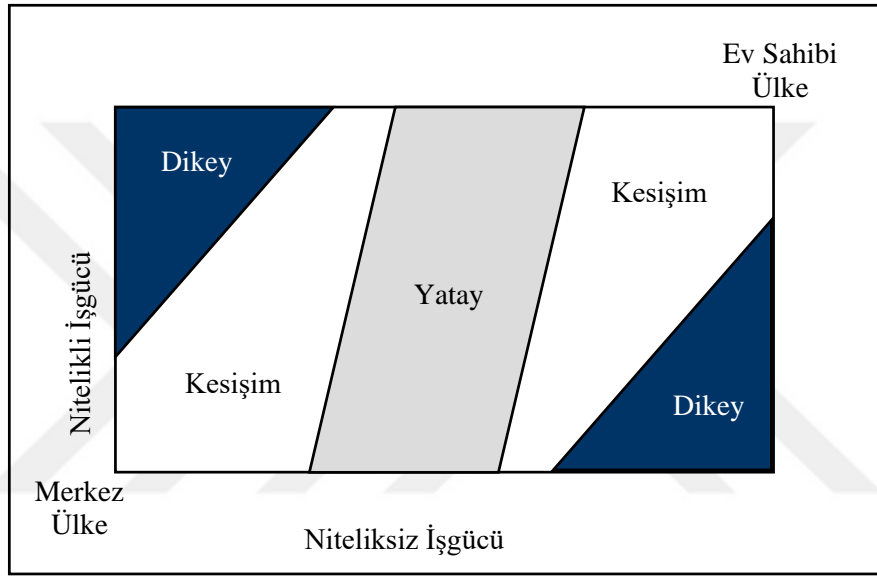 Ev Sahibi
Ülke
Dikey
Kesişim
Yatay
Nitelikli İşgücü
Kesişim
Dikey
Merkez
Ülke
Niteliksiz İşgücü